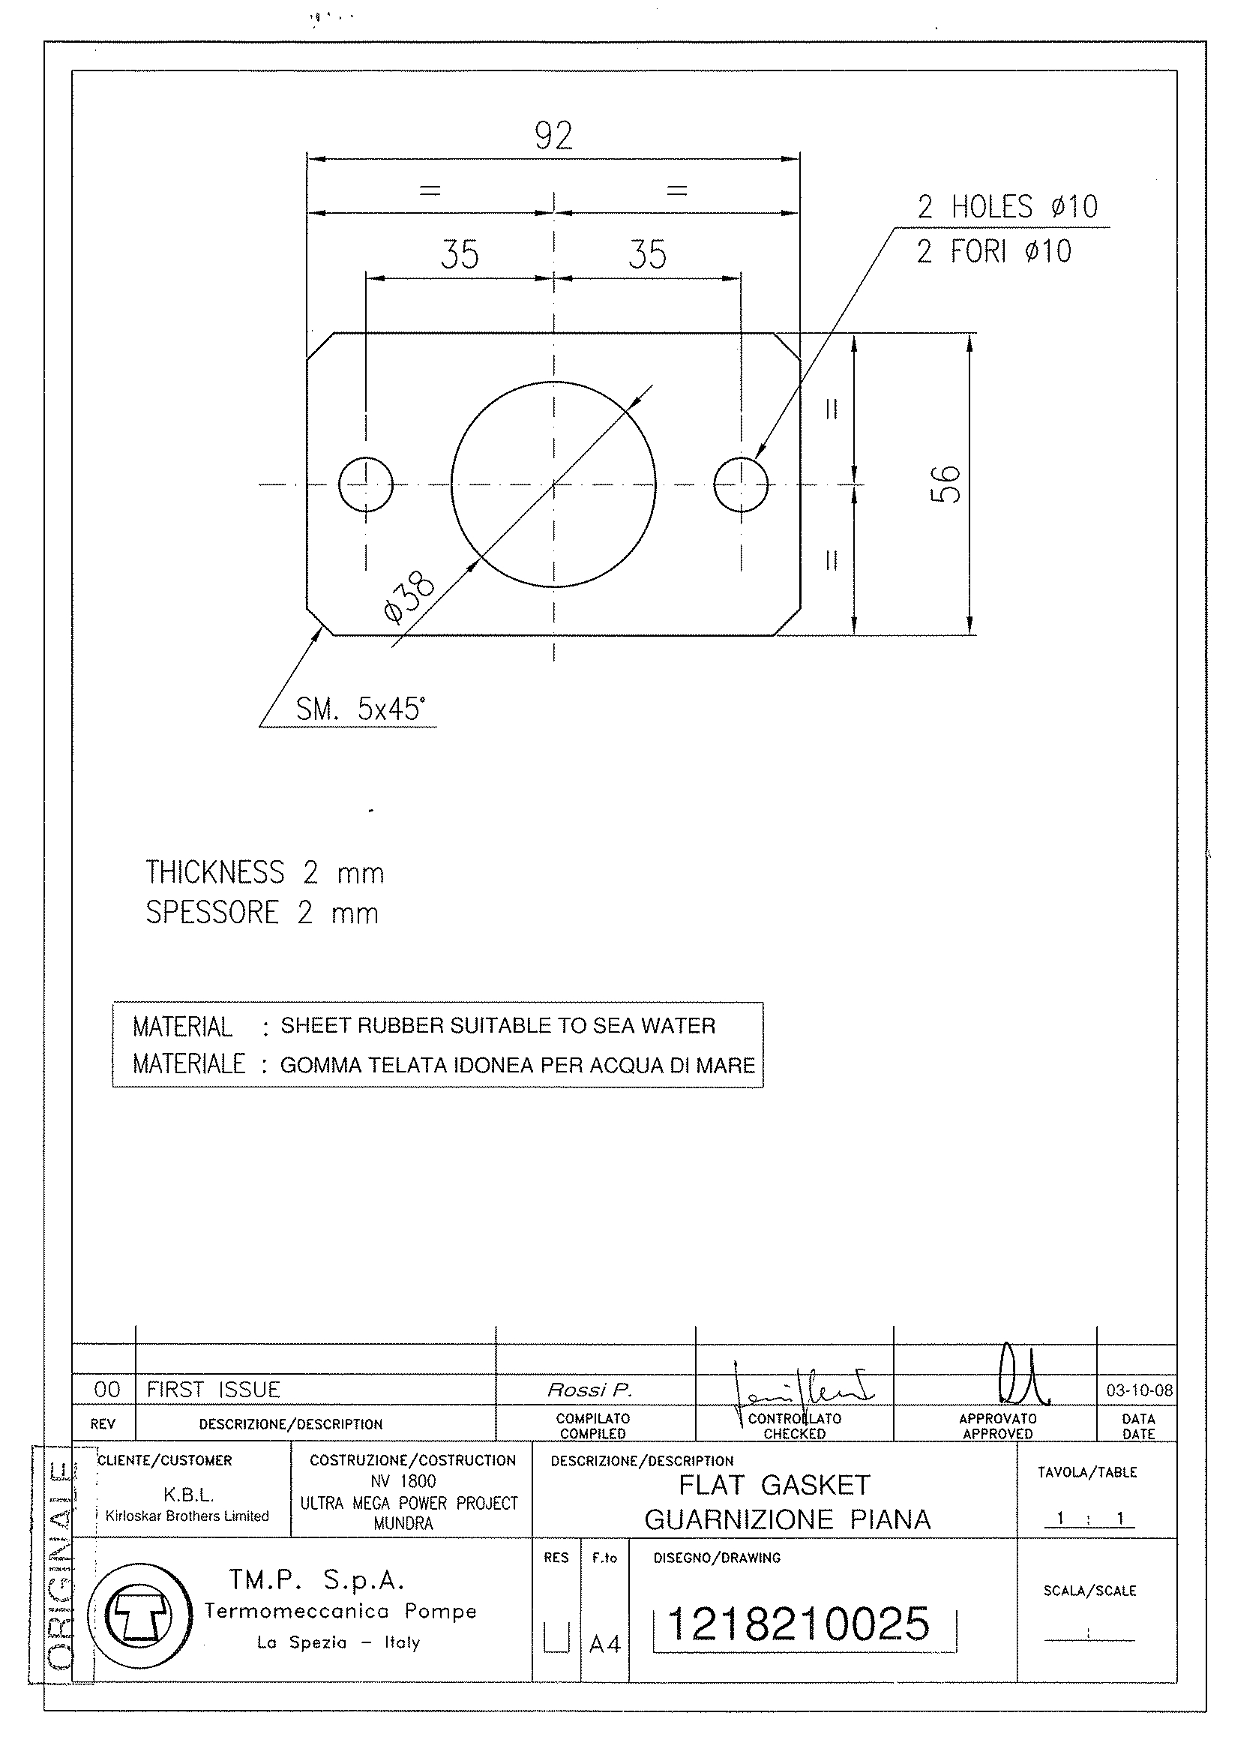 92
= =
35 35
2 HOLES ø10
2 FORI ø10
=
56
=
ø38
SM. 5x45°
THICKNESS 2 mm
SPESSORE 2 mm
MATERIAL : SHEET RUBBER SUITABLE TO SEA WATER
MATERIALE : GOMMA TELATA IDONEA PER ACQUA DI MARE
00 FIRST ISSUE Rossi P. 03-10-08
REV DESCRIZIONE/DESCRIPTION COMPILATO CONTROLLATO APPROVATO DATA
COMPILED CHECKED APPROVED DATE
CLIENTE/CUSTOMER
K.B.L.
Kirloskar Brothers Limited
COSTRUZIONE/COSTRUCTION
NV 1800
ULTRA MEGA POWER PROJECT
MUNDRA
DESCRIZIONE/DESCRIPTION
FLAT GASKET
GUARNIZIONE PIANA
TAVOLA/TABLE
1 : 1
ORIGINALE
TM.P. S.p.A.
Termomeccanica Pompe
La Spezia - Italy
RES
F.to
A4
DISEGNO/DRAWING
1218210025
SCALA/SCALE